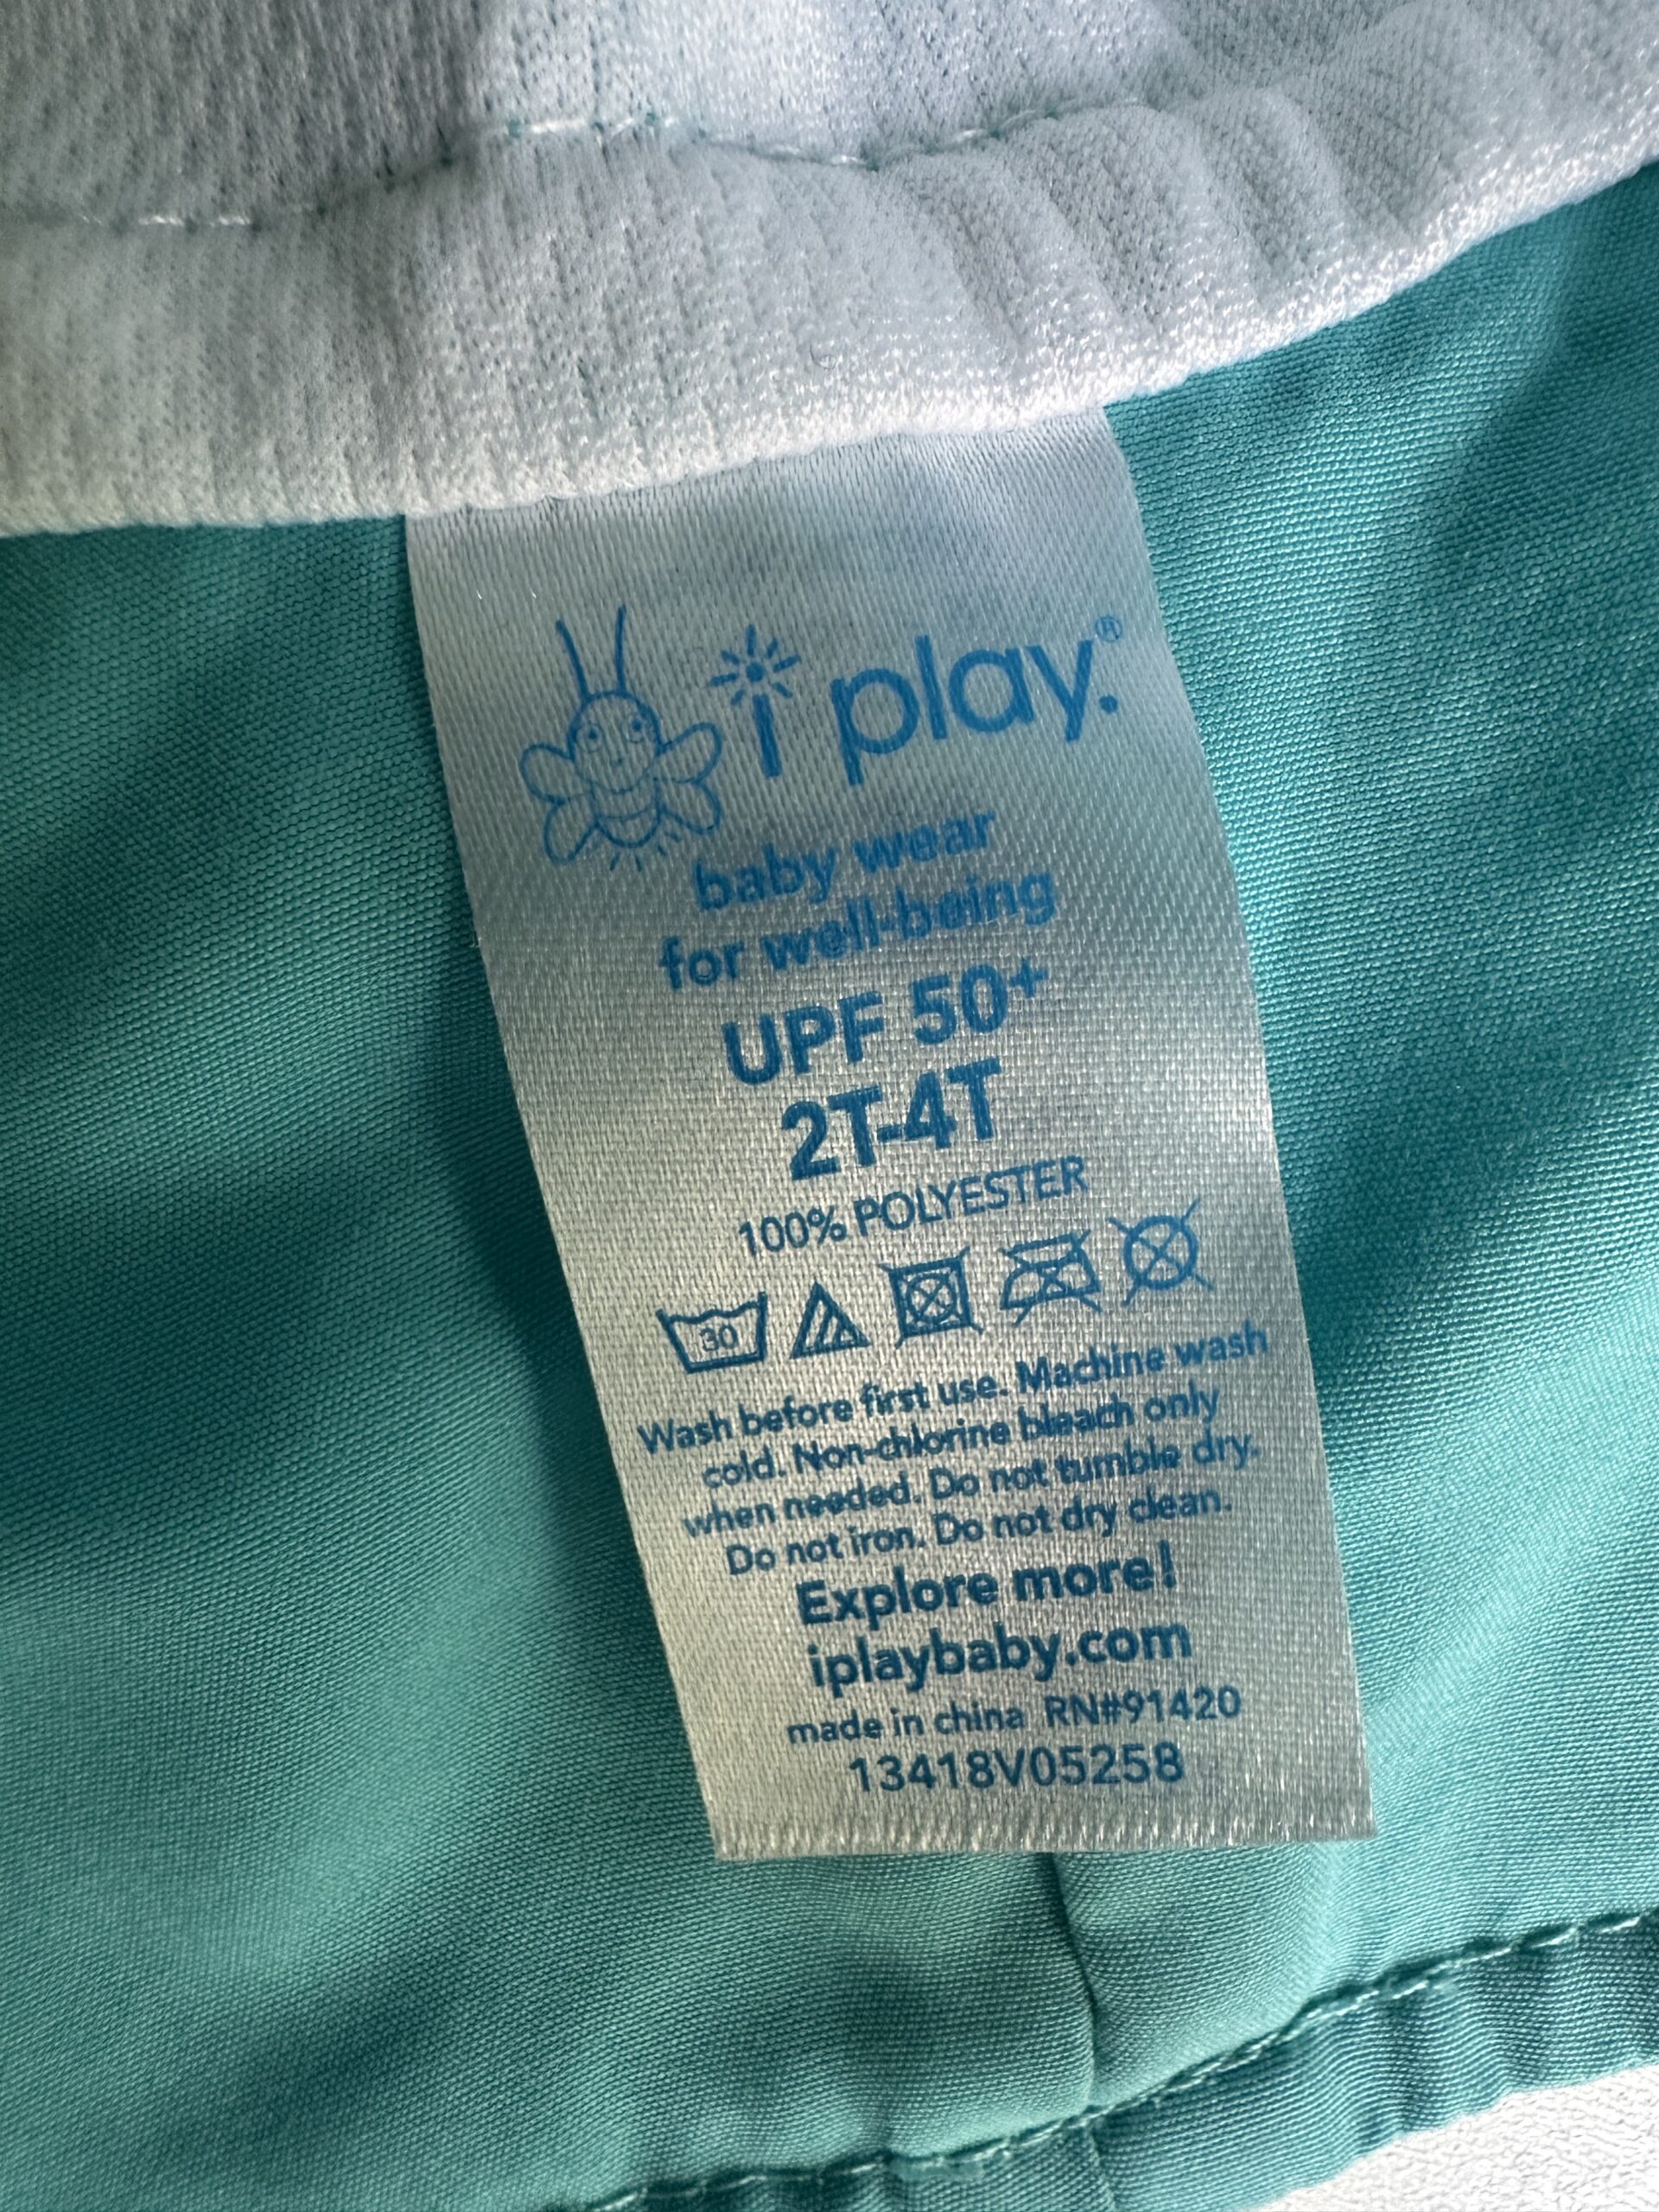 i play.®
baby wear
for well-being
UPF 50+
2T-4T
100% POLYESTER
30
Wash before first use. Machine wash
cold. Non-chlorine bleach only
when needed. Do not tumble dry.
Do not iron. Do not dry clean.
Explore more!
iplaybaby.com
made in china RN#91420
13418V05258